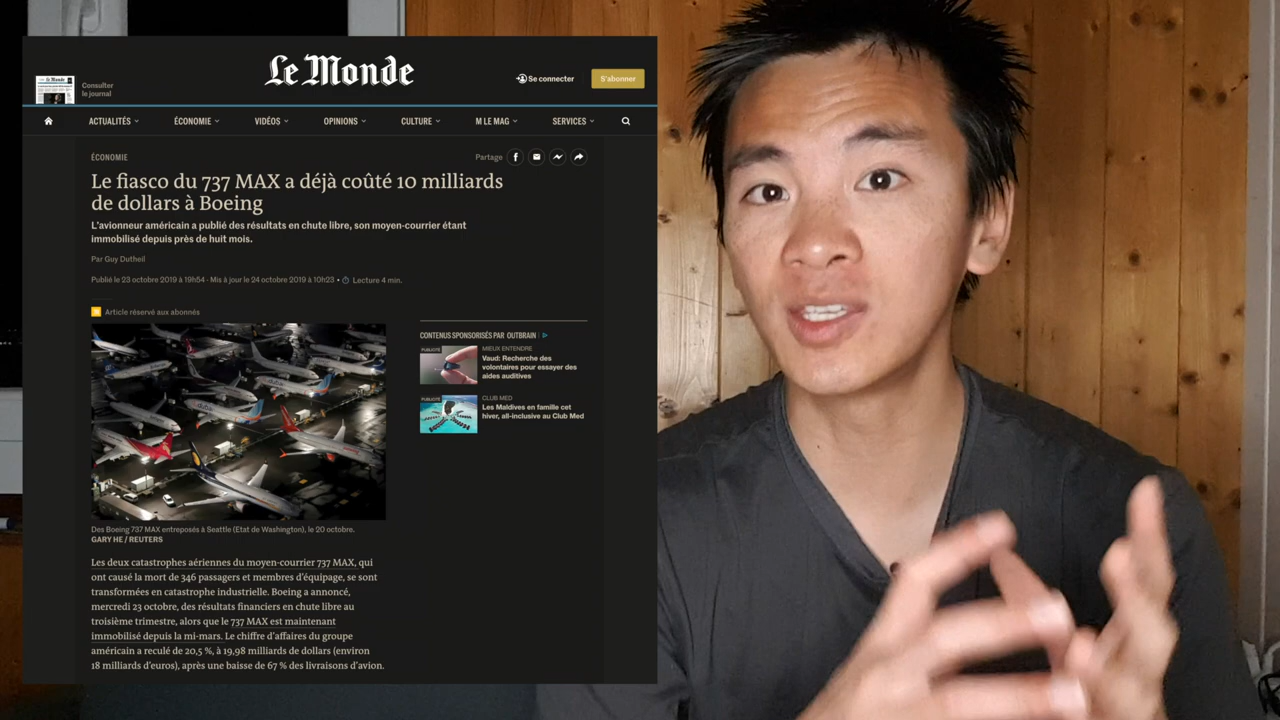 Le Monde
Consulter
le journal
Se connecter
S'abonner
ACTUALITÉS
ÉCONOMIE
VIDÉOS
OPINIONS
CULTURE
M LE MAG
SERVICES
ÉCONOMIE
Partage
Le fiasco du 737 MAX a déjà coûté 10 milliards
de dollars à Boeing
L'avionneur américain a publié des résultats en chute libre, son moyen-courrier étant
immobilisé depuis près de huit mois.
Par Guy Dutheil
Publié le 23 octobre 2019 à 19h54 - Mis à jour le 24 octobre 2019 à 10h23 • Lecture 4 min.
Article réservé aux abonnés
Des Boeing 737 MAX entreposés à Seattle (Etat de Washington), le 20 octobre.
GARY HE / REUTERS
Les deux catastrophes aériennes du moyen-courrier 737 MAX, qui
ont causé la mort de 346 passagers et membres d'équipage, se sont
transformées en catastrophe industrielle. Boeing a annoncé,
mercredi 23 octobre, des résultats financiers en chute libre au
troisième trimestre, alors que le 737 MAX est maintenant
immobilisé depuis la mi-mars. Le chiffre d'affaires du groupe
américain a reculé de 20,5 %, à 19,98 milliards de dollars (environ
18 milliards d'euros), après une baisse de 67 % des livraisons d'avion.
CONTENUS SPONSORISÉS PAR OUTBRAIN
PUBLICITÉ
MIEUX ENTENDRE
Vaud: Recherche des
volontaires pour essayer des
aides auditives
PUBLICITÉ
CLUB MED
Les Maldives en famille cet
hiver, all-inclusive au Club Med